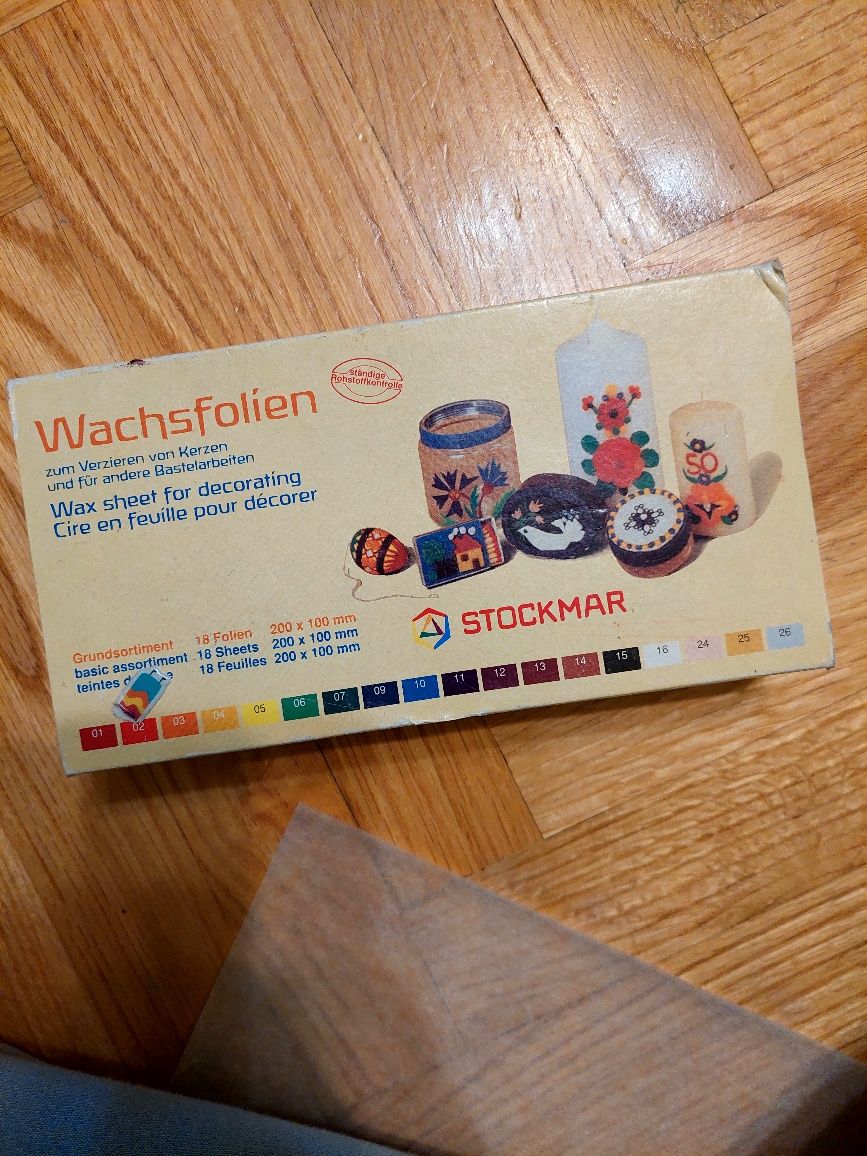 Wachsfolien
ständige
Rohstoffkontrolle
zum Verzieren von Kerzen
und für andere Bastelarbeiten
Wax sheet for decorating
Cire en feuille pour décorer
50
STOCKMAR
Grundsortiment 18 Folien 200 x 100 mm
basic assortiment 18 Sheets 200 x 100 mm
teintes 18 Feuilles 200 x 100 mm
01 02 03 04 05 06 07 09 10 11 12 13 14 15 16 24 25 26